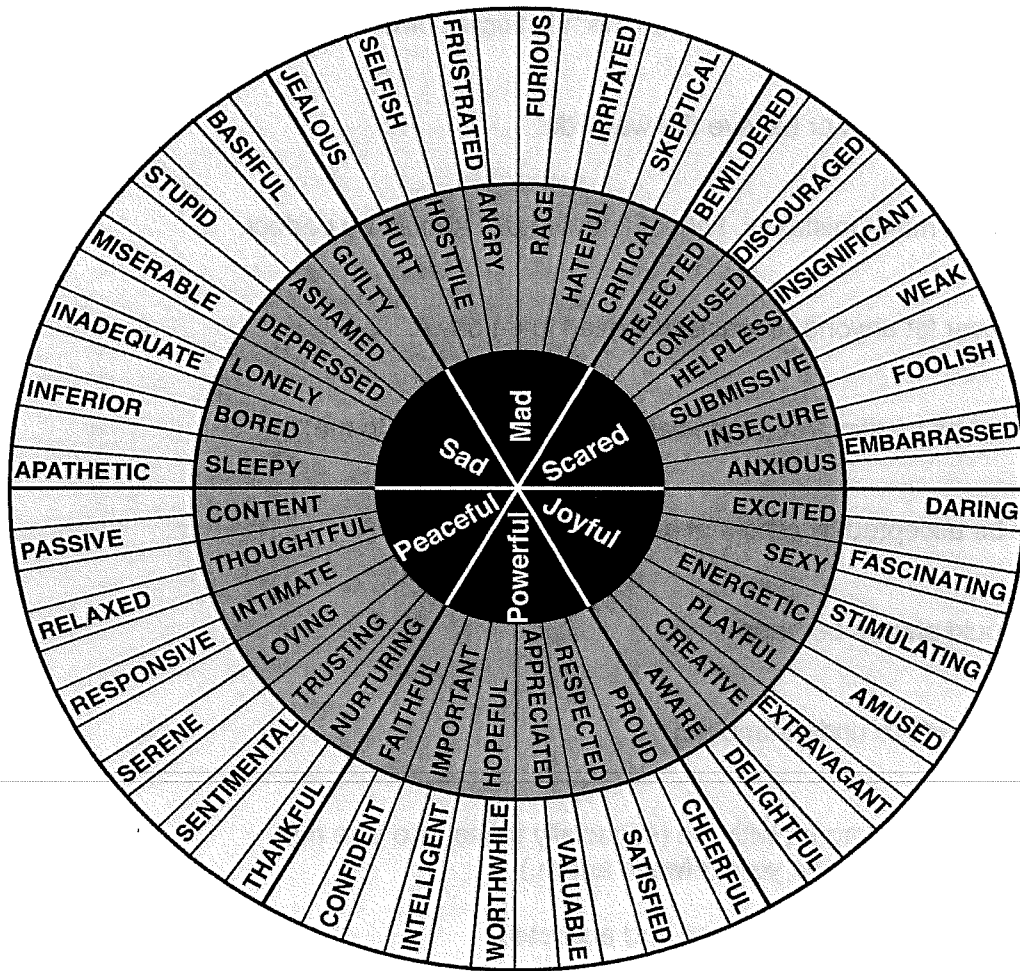 Mad
Scared
Joyful
Powerful
Peaceful
Sad
HURT
HOSTTILE
ANGRY
RAGE
HATEFUL
CRITICAL
REJECTED
CONFUSED
HELPLESS
SUBMISSIVE
INSECURE
ANXIOUS
EXCITED
SEXY
ENERGETIC
PLAYFUL
CREATIVE
AWARE
PROUD
RESPECTED
APPRECIATED
HOPEFUL
IMPORTANT
FAITHFUL
NURTURING
TRUSTING
LOVING
INTIMATE
THOUGHTFUL
CONTENT
SLEEPY
BORED
LONELY
DEPRESSED
ASHAMED
GUILTY
JEALOUS
SELFISH
FRUSTRATED
FURIOUS
IRRITATED
SKEPTICAL
BEWILDERED
DISCOURAGED
INSIGNIFICANT
WEAK
FOOLISH
EMBARRASSED
DARING
FASCINATING
STIMULATING
AMUSED
EXTRAVAGANT
DELIGHTFUL
CHEERFUL
SATISFIED
VALUABLE
WORTHWHILE
INTELLIGENT
CONFIDENT
THANKFUL
SENTIMENTAL
SERENE
RESPONSIVE
RELAXED
PASSIVE
APATHETIC
INFERIOR
INADEQUATE
MISERABLE
STUPID
BASHFUL